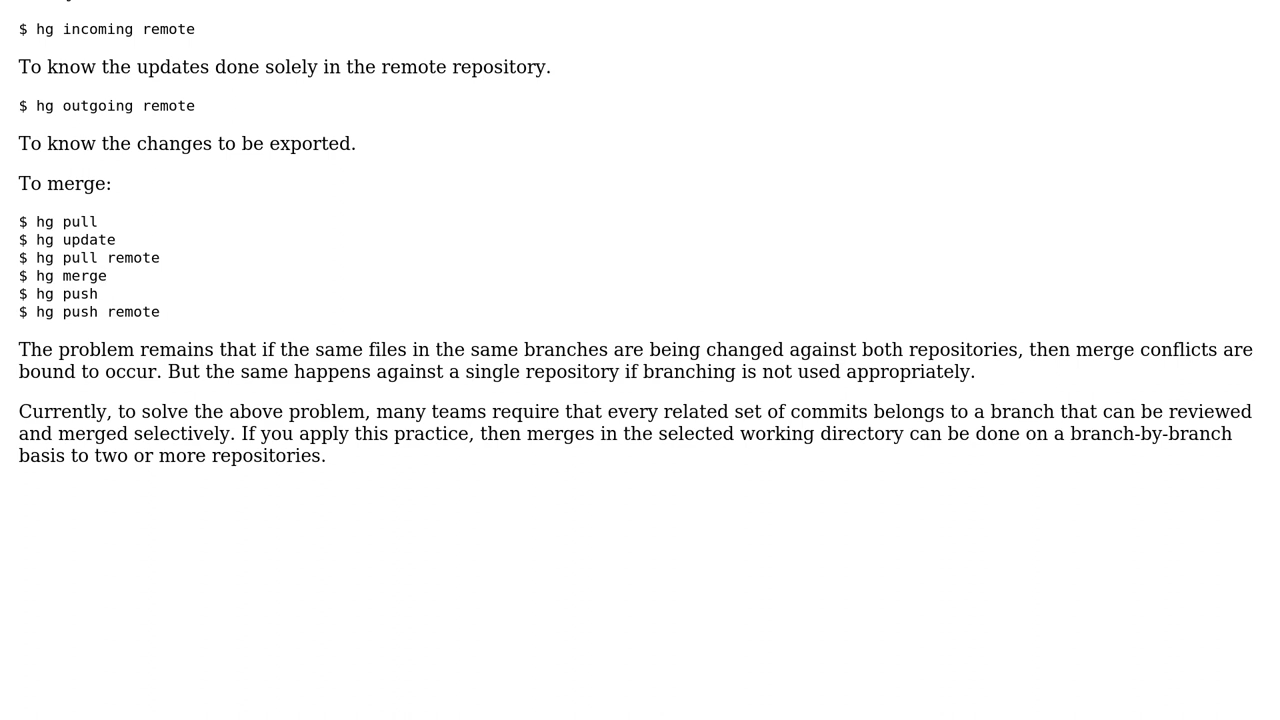 $ hg incoming remote
To know the updates done solely in the remote repository.
$ hg outgoing remote
To know the changes to be exported.
To merge:
$ hg pull
$ hg update
$ hg pull remote
$ hg merge
$ hg push
$ hg push remote
The problem remains that if the same files in the same branches are being changed against both repositories, then merge conflicts are
bound to occur. But the same happens against a single repository if branching is not used appropriately.
Currently, to solve the above problem, many teams require that every related set of commits belongs to a branch that can be reviewed
and merged selectively. If you apply this practice, then merges in the selected working directory can be done on a branch-by-branch
basis to two or more repositories.